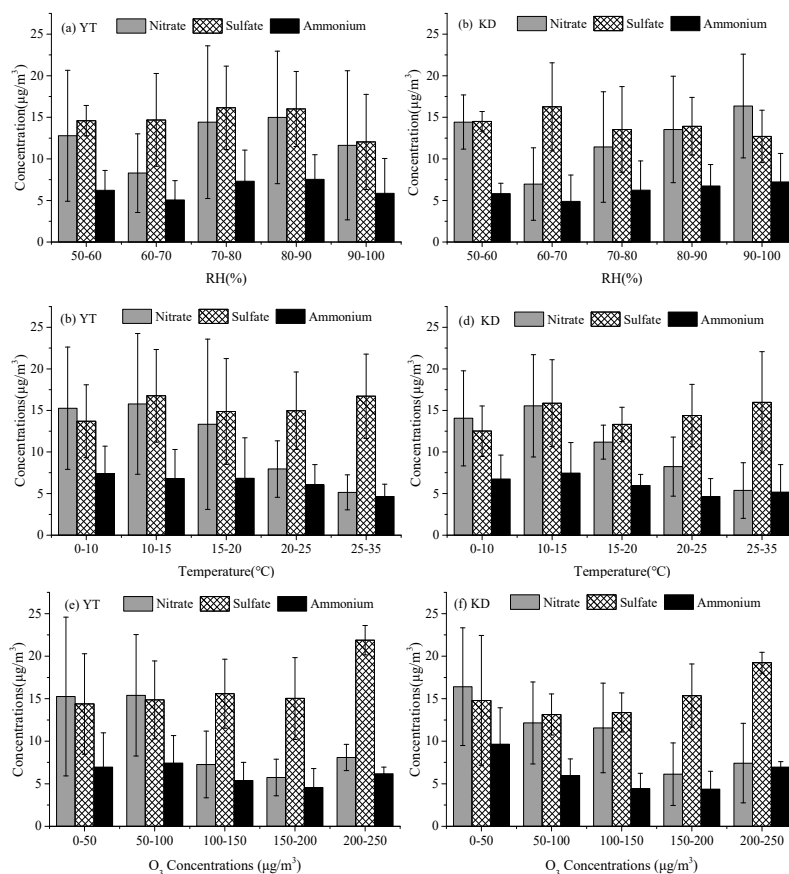 (a) YT Nitrate Sulfate Ammonium
Concentration(μg/m³)
25
20
15
10
5
0
50-60 60-70 70-80 80-90 90-100
RH(%)
(b) KD Nitrate Sulfate Ammonium
Concentration(μg/m³)
25
20
15
10
5
0
50-60 60-70 70-80 80-90 90-100
RH(%)
(b) YT Nitrate Sulfate Ammonium
Concentrations(μg/m³)
25
20
15
10
5
0
0-10 10-15 15-20 20-25 25-35
Temperature(℃)
(d) KD Nitrate Sulfate Ammonium
Concentrations(μg/m³)
25
20
15
10
5
0
0-10 10-15 15-20 20-25 25-35
Temperature(℃)
(e) YT Nitrate Sulfate Ammonium
Concentrations(μg/m³)
25
20
15
10
5
0
0-50 50-100 100-150 150-200 200-250
O₃ Concentrations (μg/m³)
(f) KD Nitrate Sulfate Ammonium
Concentrations(μg/m³)
25
20
15
10
5
0
0-50 50-100 100-150 150-200 200-250
O₃ Concentrations (μg/m³)